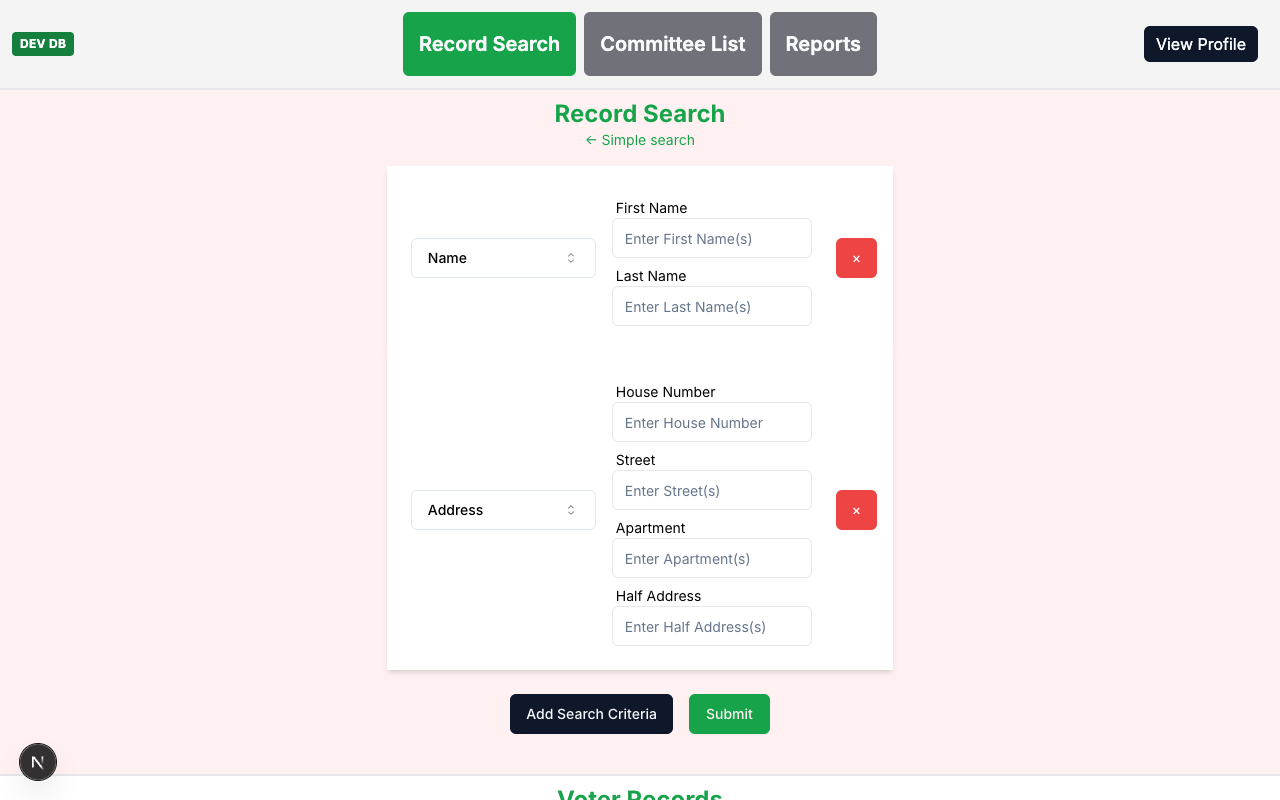 DEV DB
Record Search
Committee List
Reports
View Profile
Record Search
← Simple search
Name
First Name
Enter First Name(s)
Last Name
Enter Last Name(s)
×
Address
House Number
Enter House Number
Street
Enter Street(s)
Apartment
Enter Apartment(s)
Half Address
Enter Half Address(s)
×
Add Search Criteria
Submit
N
Voter Records